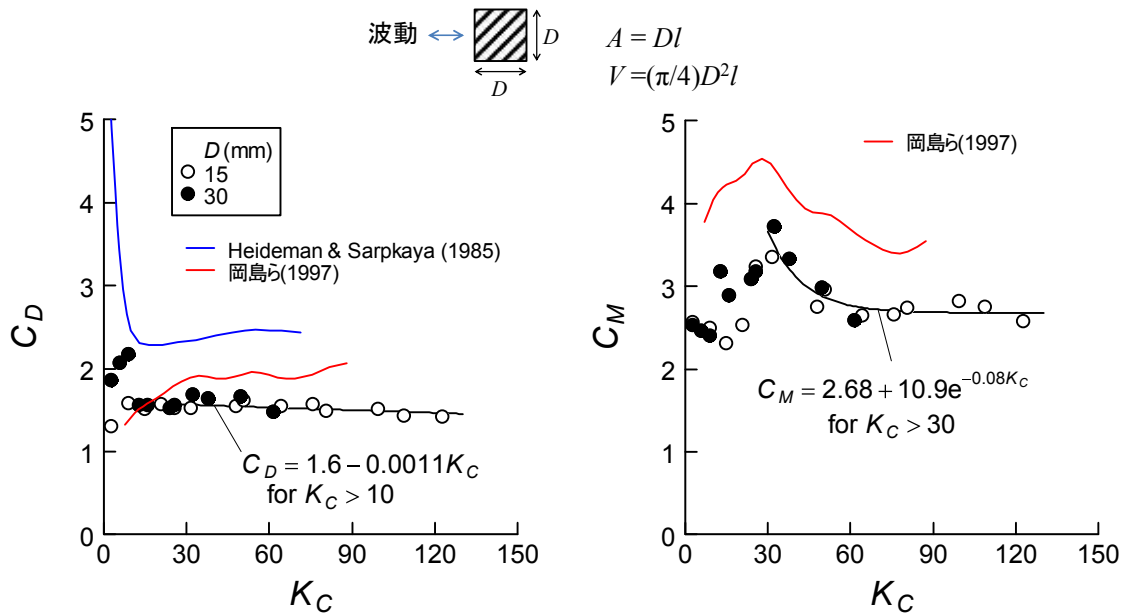 波動
D
D
A = Dl
V =(π/4)D²l
5
4
3
2
1
0
0
30
60
90
120
150
C_D
K_C
D (mm)
15
30
Heideman & Sarpkaya (1985)
岡島ら(1997)
C_D = 1.6 − 0.0011K_C
for K_C > 10
5
4
3
2
1
0
0
30
60
90
120
150
C_M
K_C
岡島ら(1997)
C_M = 2.68 + 10.9e^{−0.08K_C}
for K_C > 30